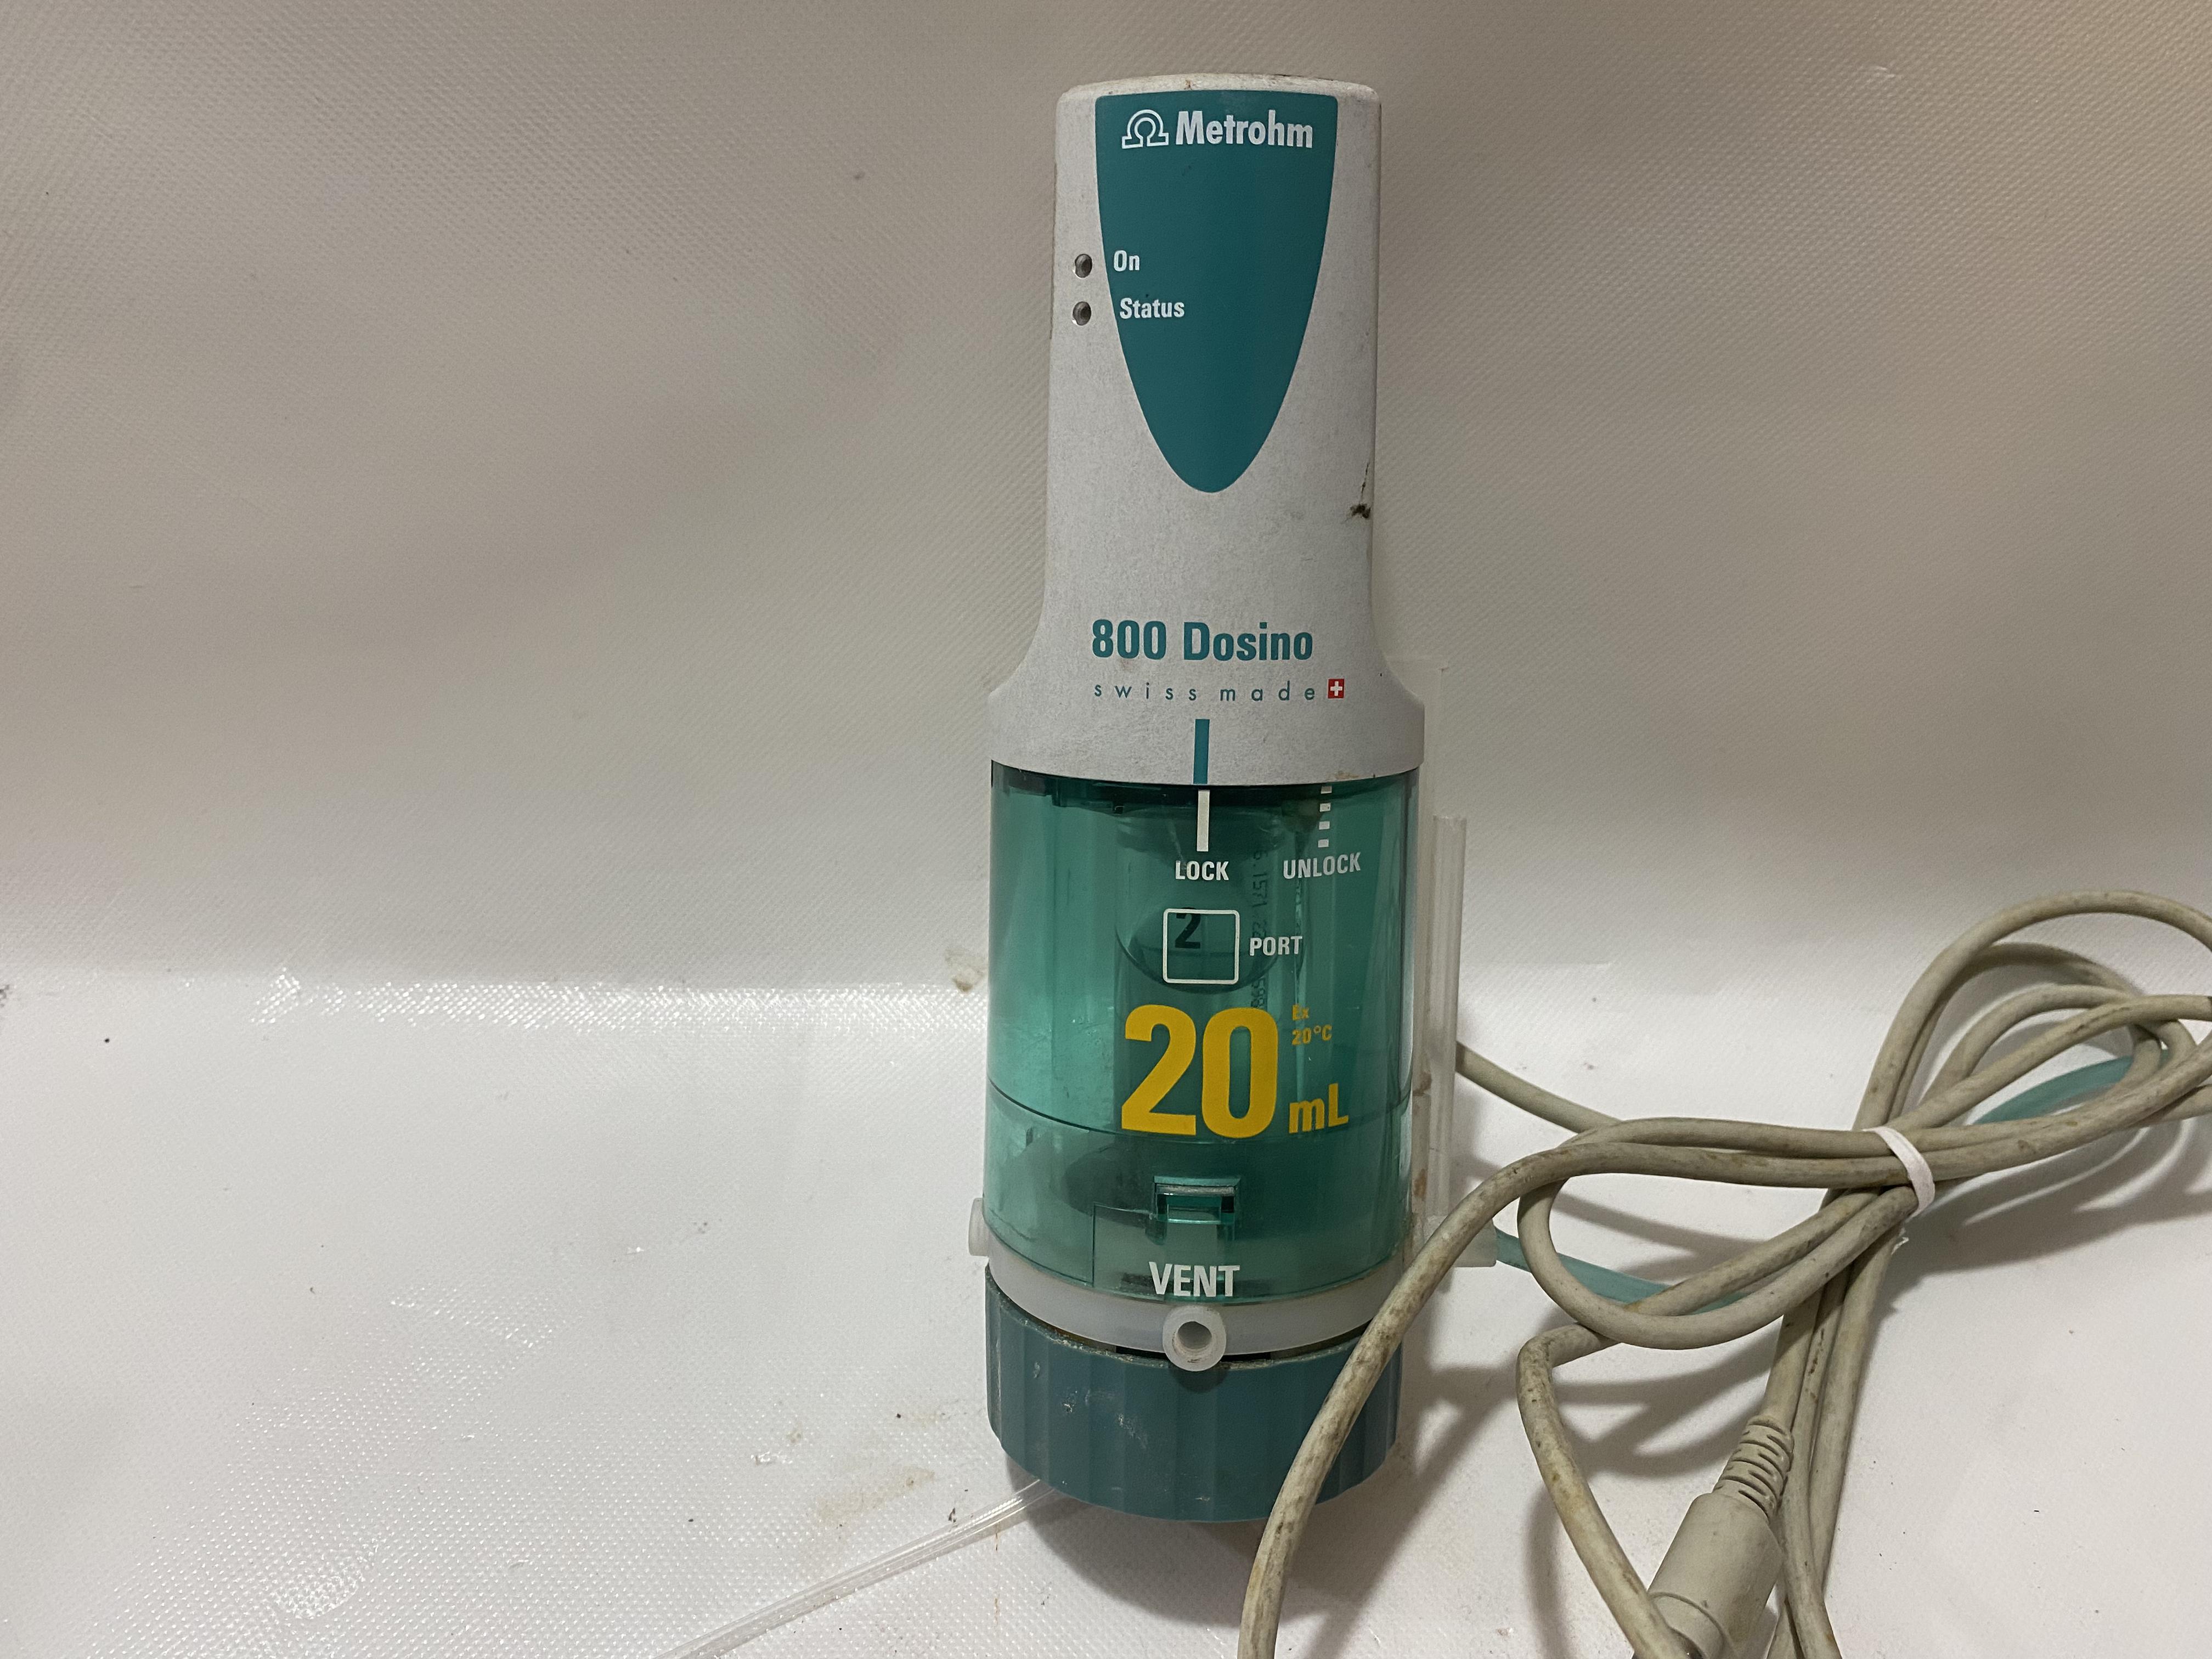 Metrohm
On
Status
800 Dosino
swiss made
LOCK UNLOCK
2 PORT
20 mL
Ex
20°C
VENT